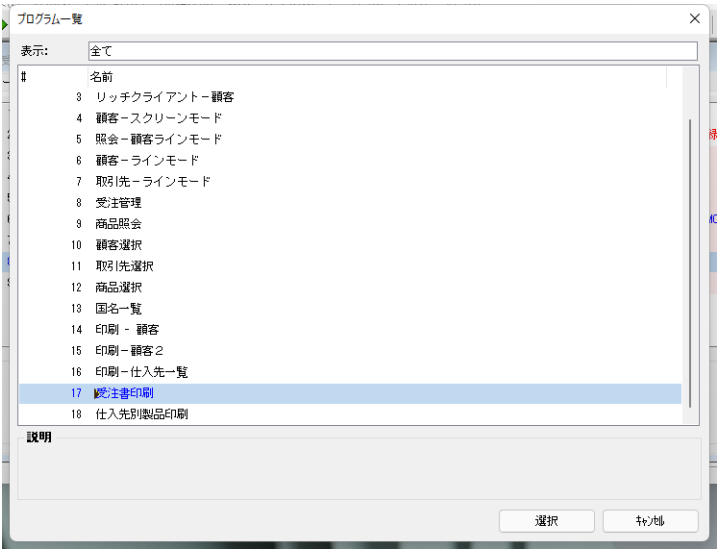 プログラム一覧
表示: 全て
# 名前
3 リッチクライアントー顧客
4 顧客ースクリーンモード
5 照会ー顧客ラインモード
6 顧客ーラインモード
7 取引先ーラインモード
8 受注管理
9 商品照会
10 顧客選択
11 取引先選択
12 商品選択
13 国名一覧
14 印刷 - 顧客
15 印刷ー顧客２
16 印刷ー仕入先一覧
17 受注書印刷
18 仕入先別製品印刷
説明
選択 ｷｬﾝｾﾙ